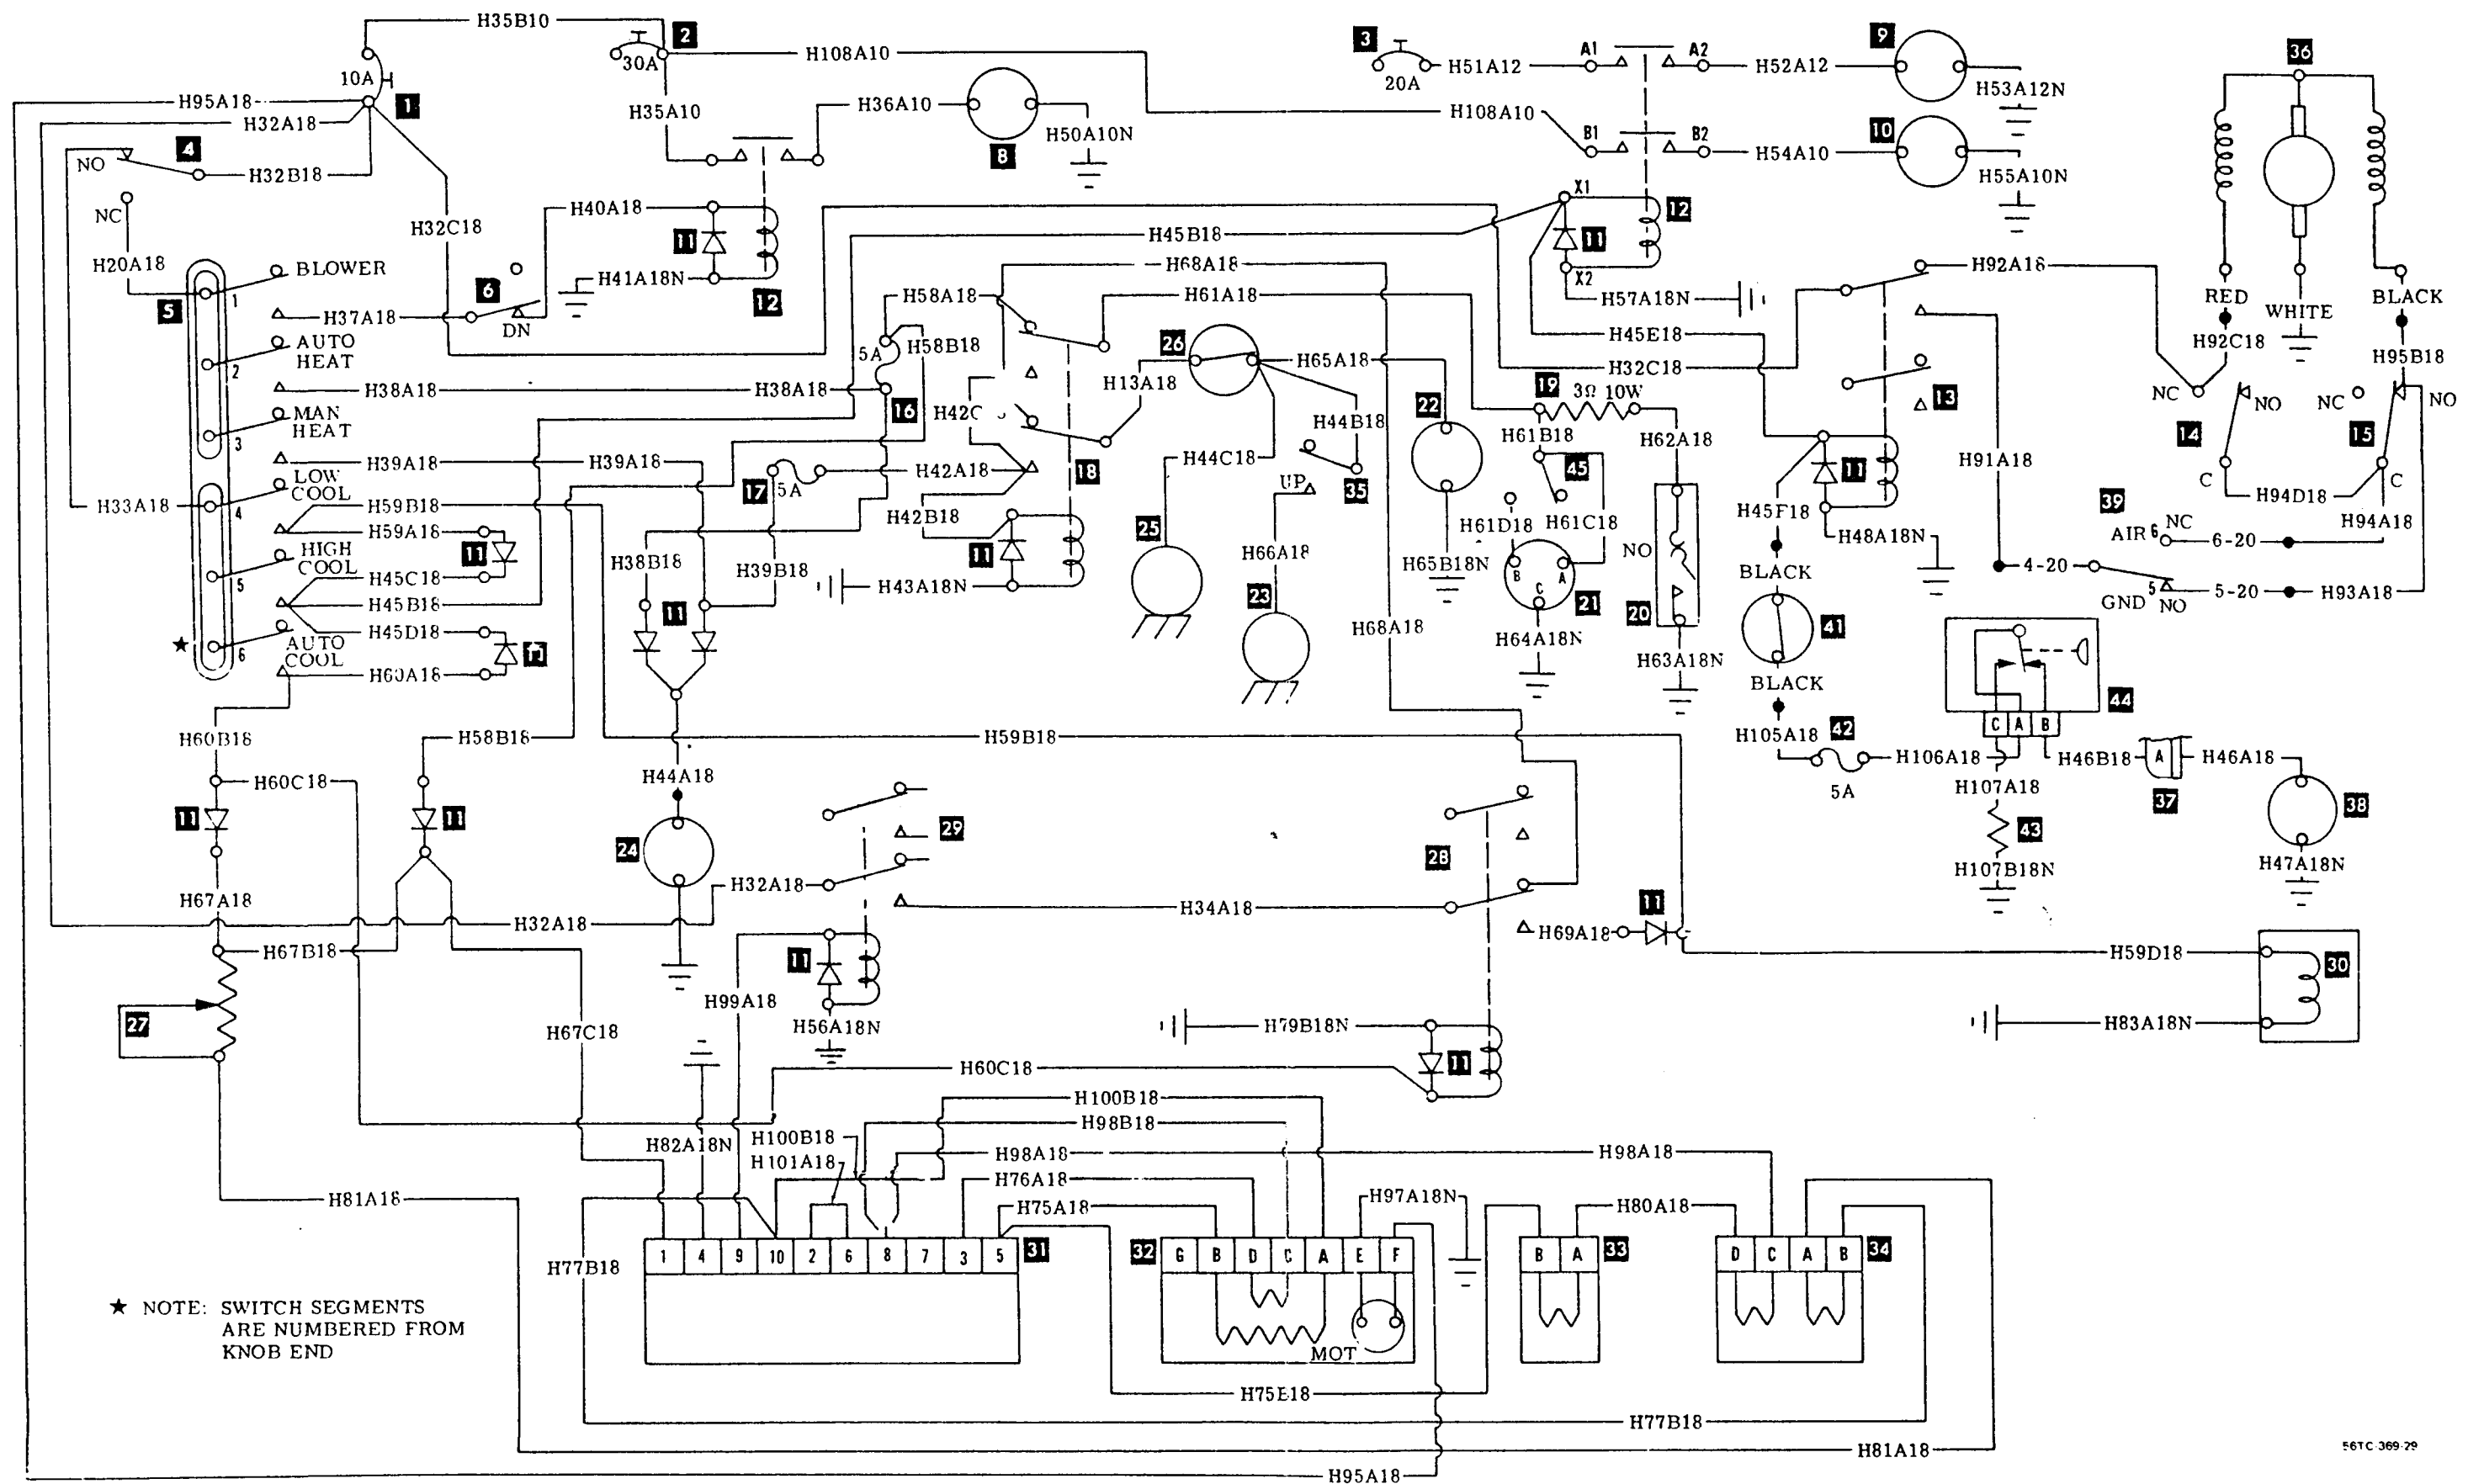 H35B10
2
30A
H108A10
3
20A
H51A12
A1
A2
H52A12
9
H53A12N
36
10A
1
H95A18
H32A18
H35A10
H36A10
8
H50A10N
H108A10
B1
B2
H54A10
10
H55A10N
NO
4
H32B18
NC
H32C18
H40A18
11
H41A18N
12
X1
X2
11
12
H45B18
H68A18
H57A18N
H20A18
5
1
BLOWER
6
H37A18
DN
H58A18
H61A18
H92A18
RED
WHITE
BLACK
AUTO
HEAT
2
5A
H58B18
26
H13A18
H65A18
H45E18
H32C18
H92C18
H95B18
H38A18
H38A18
16
19
3Ω 10W
13
NC
NO
14
NC
NO
15
MAN
HEAT
3
H44B18
22
H61B18
H62A18
H39A18
H39A18
17
5A
H42A18
18
H44C18
UP
35
45
11
H91A18
C
C
H94D18
LOW
COOL
H33A18
4
H59B18
H42B18
H59A18
11
11
25
H66A18
H61D18
H61C18
NO
H45F18
H48A18N
39
NC
AIR 6
6-20
H94A18
HIGH
COOL
5
H45C18
H38B18
H39B18
H43A18N
H65B18N
B
A
C
21
BLACK
4-20
GND 5
NO
5-20
H93A18
H45B18
11
23
20
H45D18
H68A18
H64A18N
41
6
AUTO
COOL
11
H60A18
H63A18N
BLACK
44
C A B
H60B18
H58B18
H59B18
H105A18
42
5A
H106A18
H46B18
A
H46A18
37
H60C18
H44A18
H107A18
11
11
24
29
28
43
38
H107B18N
H47A18N
H67A18
H32A18
H32A18
H34A18
H69A18
11
H67B18
H59D18
30
27
H67C18
H99A18
11
H56A18N
H79B18N
11
H83A18N
H60C18
H100B18
H98B18
H82A18N
H100B18
H101A18
H98A18
H98A18
H76A18
H81A18
H75A18
H97A18N
H80A18
1 4 9 10 2 6 8 7 3 5
31
32
G B D C A E F
B A
33
D C A B
34
H77B18
MOT
★ NOTE: SWITCH SEGMENTS
ARE NUMBERED FROM
KNOB END
H77B18
H81A18
H95A18
56TC-369-29